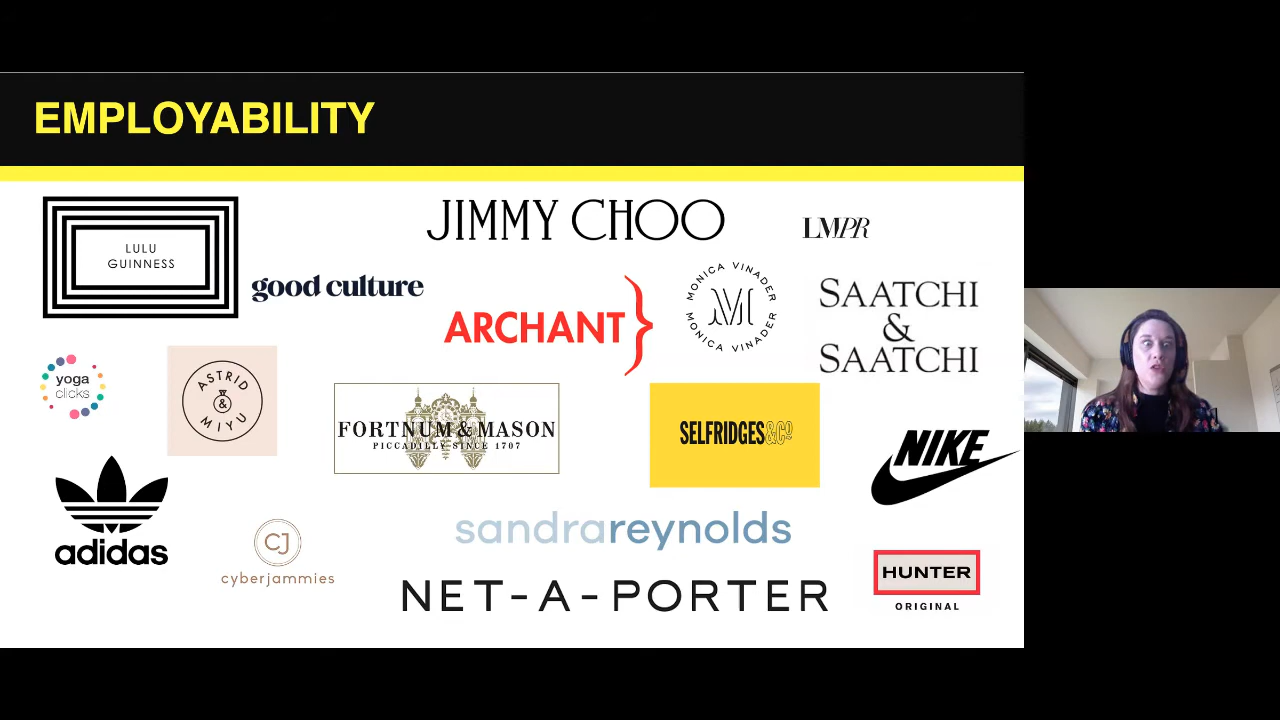 EMPLOYABILITY
LULU
GUINNESS
good culture
JIMMY CHOO
LMPR
ARCHANT}
MONICA VINADER
M
MONICA VINADER
SAATCHI
&
SAATCHI
yoga
clicks
ASTRID
&
MIYU
FORTNUM & MASON
PICCADILLY SINCE 1707
SELFRIDGES&Co
NIKE
adidas
CJ
cyberjammies
sandrareynolds
NET-A-PORTER
HUNTER
ORIGINAL